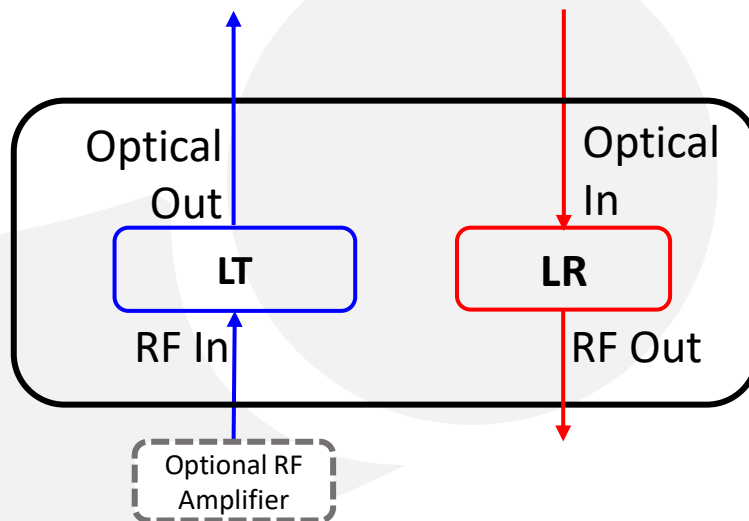 Optical
Out
Optical
In
LT
LR
RF In
RF Out
Optional RF
Amplifier